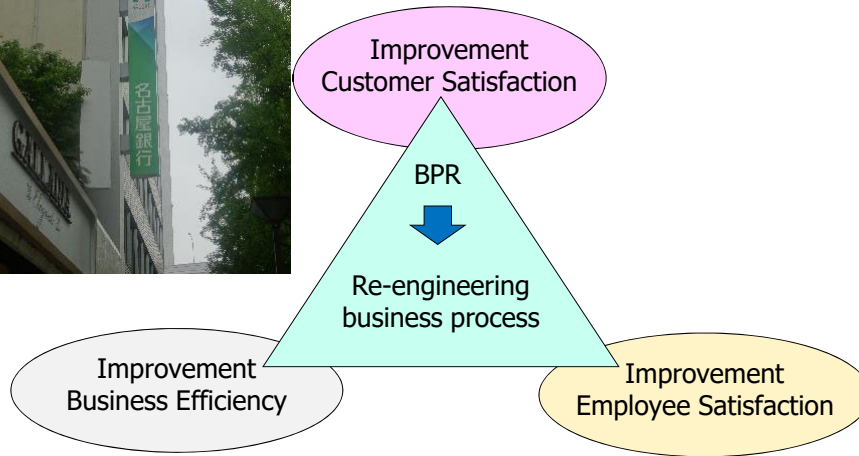 Improvement
Customer Satisfaction
名古屋銀行
BPR
Re-engineering
business process
Improvement
Business Efficiency
Improvement
Employee Satisfaction